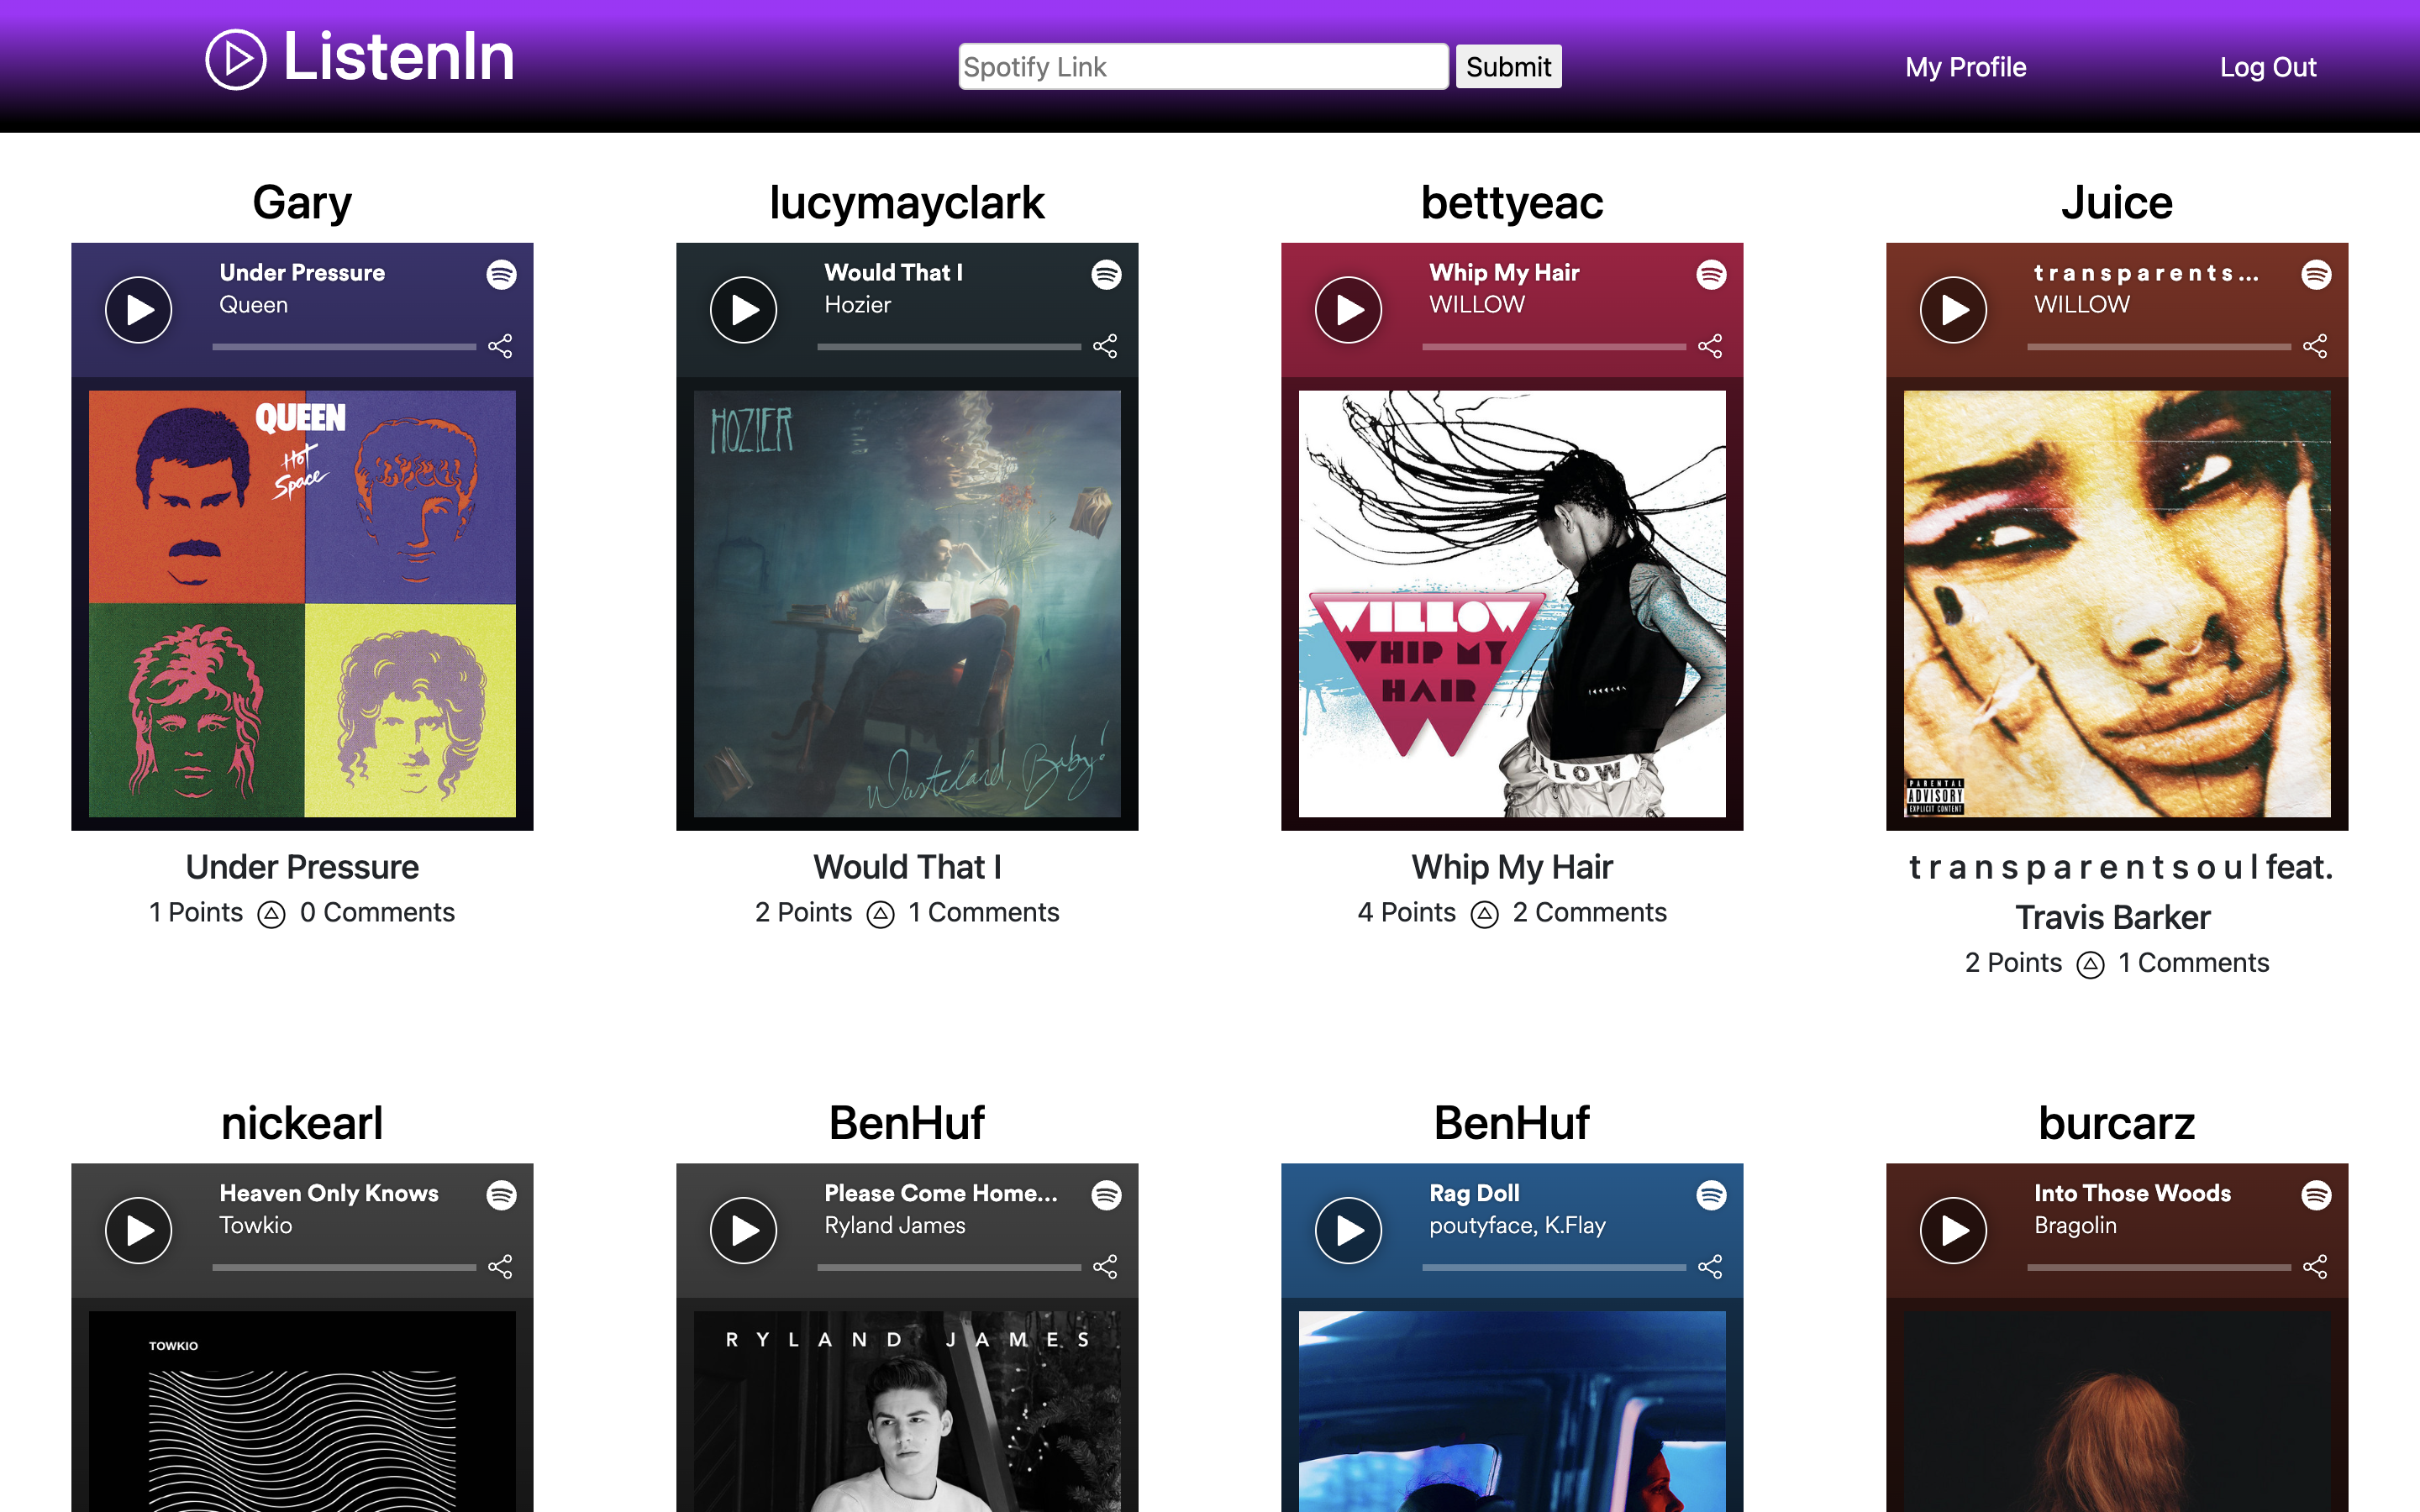 ListenIn
Spotify Link
Submit
My Profile
Log Out
Gary
Under Pressure
Queen
QUEEN
Hot
Space
Under Pressure
1 Points
0 Comments
lucymayclark
Would That I
Hozier
HOZIER
Wasteland, Baby!
Would That I
2 Points
1 Comments
bettyeac
Whip My Hair
WILLOW
WILLOW
WHIP MY
HAIR
LLOW
Whip My Hair
4 Points
2 Comments
Juice
t r a n s p a r e n t s ...
WILLOW
PARENTAL
ADVISORY
EXPLICIT CONTENT
t r a n s p a r e n t s o u l feat.
Travis Barker
2 Points
1 Comments
nickearl
Heaven Only Knows
Towkio
TOWKIO
BenHuf
Please Come Home...
Ryland James
RYLAND JAMES
BenHuf
Rag Doll
poutyface, K.Flay
burcarz
Into Those Woods
Bragolin